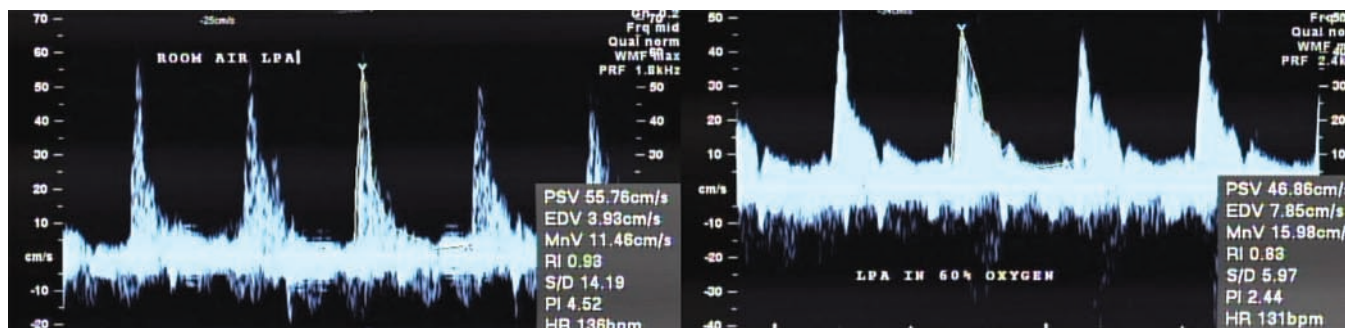 -25cm/s
Frq mid
Qual norm
WMF max
PRF 1.8kHz
ROOM AIR LPA
70
60
50
40
30
20
10
cm/s
-10
-20
70
60
50
40
30
20
PSV 55.76cm/s
EDV 3.93cm/s
MnV 11.46cm/s
RI 0.93
S/D 14.19
PI 4.52
HR 136bpm
50
40
30
20
10
cm/s
-10
-20
-30
-40
Qual no
PRF 2.4k
20
10
LPA IN 60% OXYGEN
PSV 46.86cm/s
EDV 7.85cm/s
MnV 15.98cm/s
RI 0.83
S/D 5.97
PI 2.44
HR 131bpm